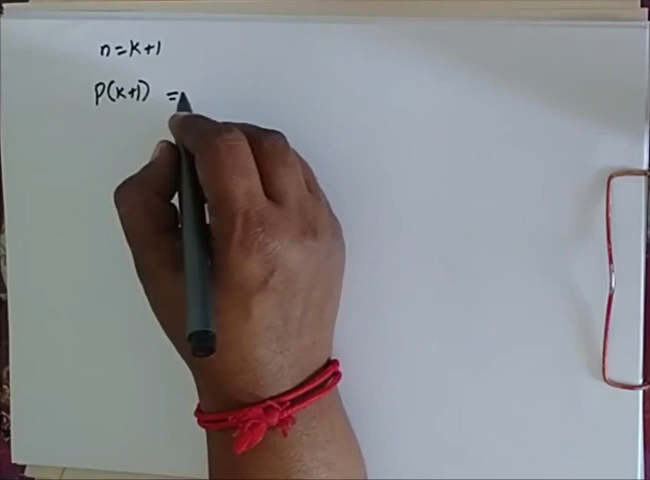 n=k+1
P(k+1) =